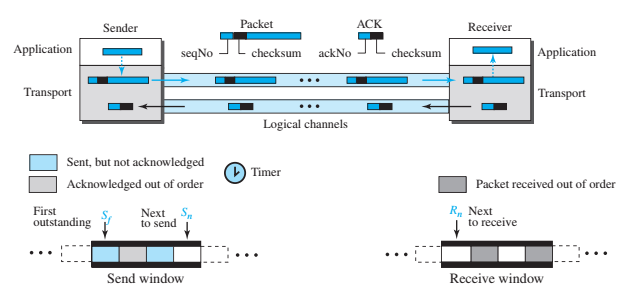 Sender
Packet
ACK
Receiver
seqNo
checksum
ackNo
checksum
Application
Application
Transport
Transport
Logical channels
Sent, but not acknowledged
Acknowledged out of order
Timer
Packet received out of order
First
outstanding
Sf
Next
to send
Sn
Rn
Next
to receive
Send window
Receive window